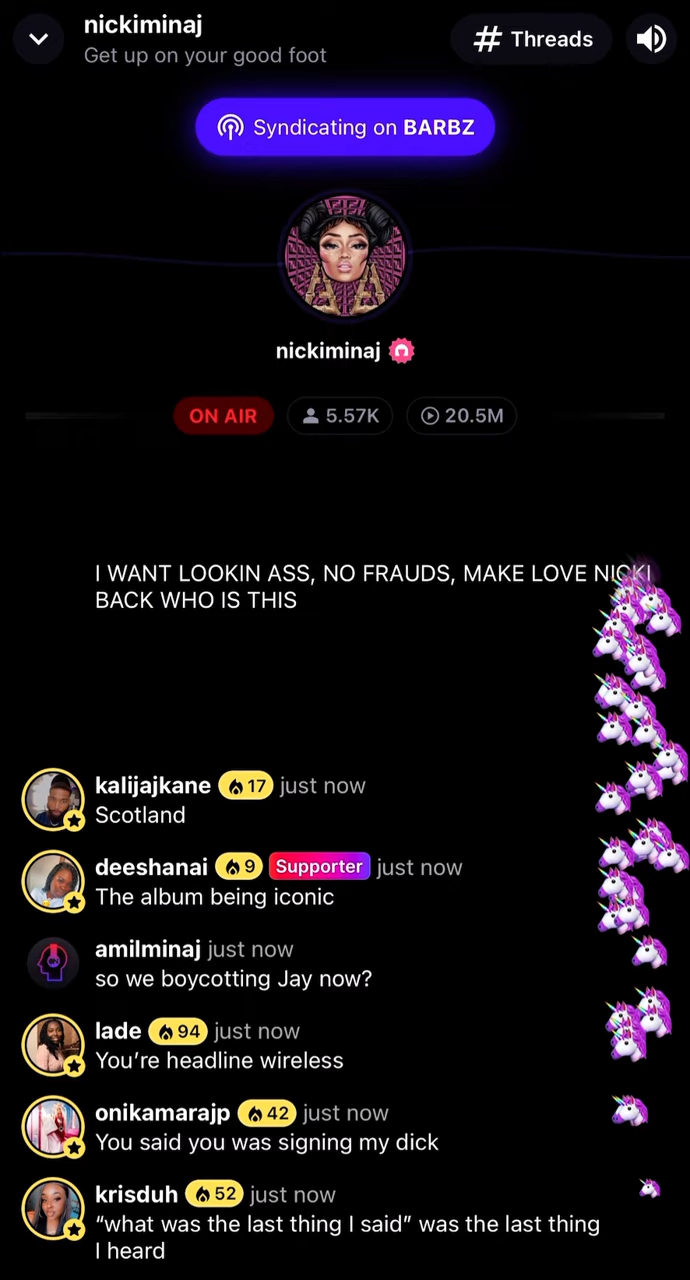 nickiminaj
Get up on your good foot
# Threads
Syndicating on BARBZ
nickiminaj
ON AIR 5.57K 20.5M
I WANT LOOKIN ASS, NO FRAUDS, MAKE LOVE NICKI
BACK WHO IS THIS
kalijajkane 17 just now
Scotland
deeshanai 9 Supporter just now
The album being iconic
amilminaj just now
so we boycotting Jay now?
lade 94 just now
You’re headline wireless
onikamarajp 42 just now
You said you was signing my dick
krisduh 52 just now
“what was the last thing I said” was the last thing
I heard